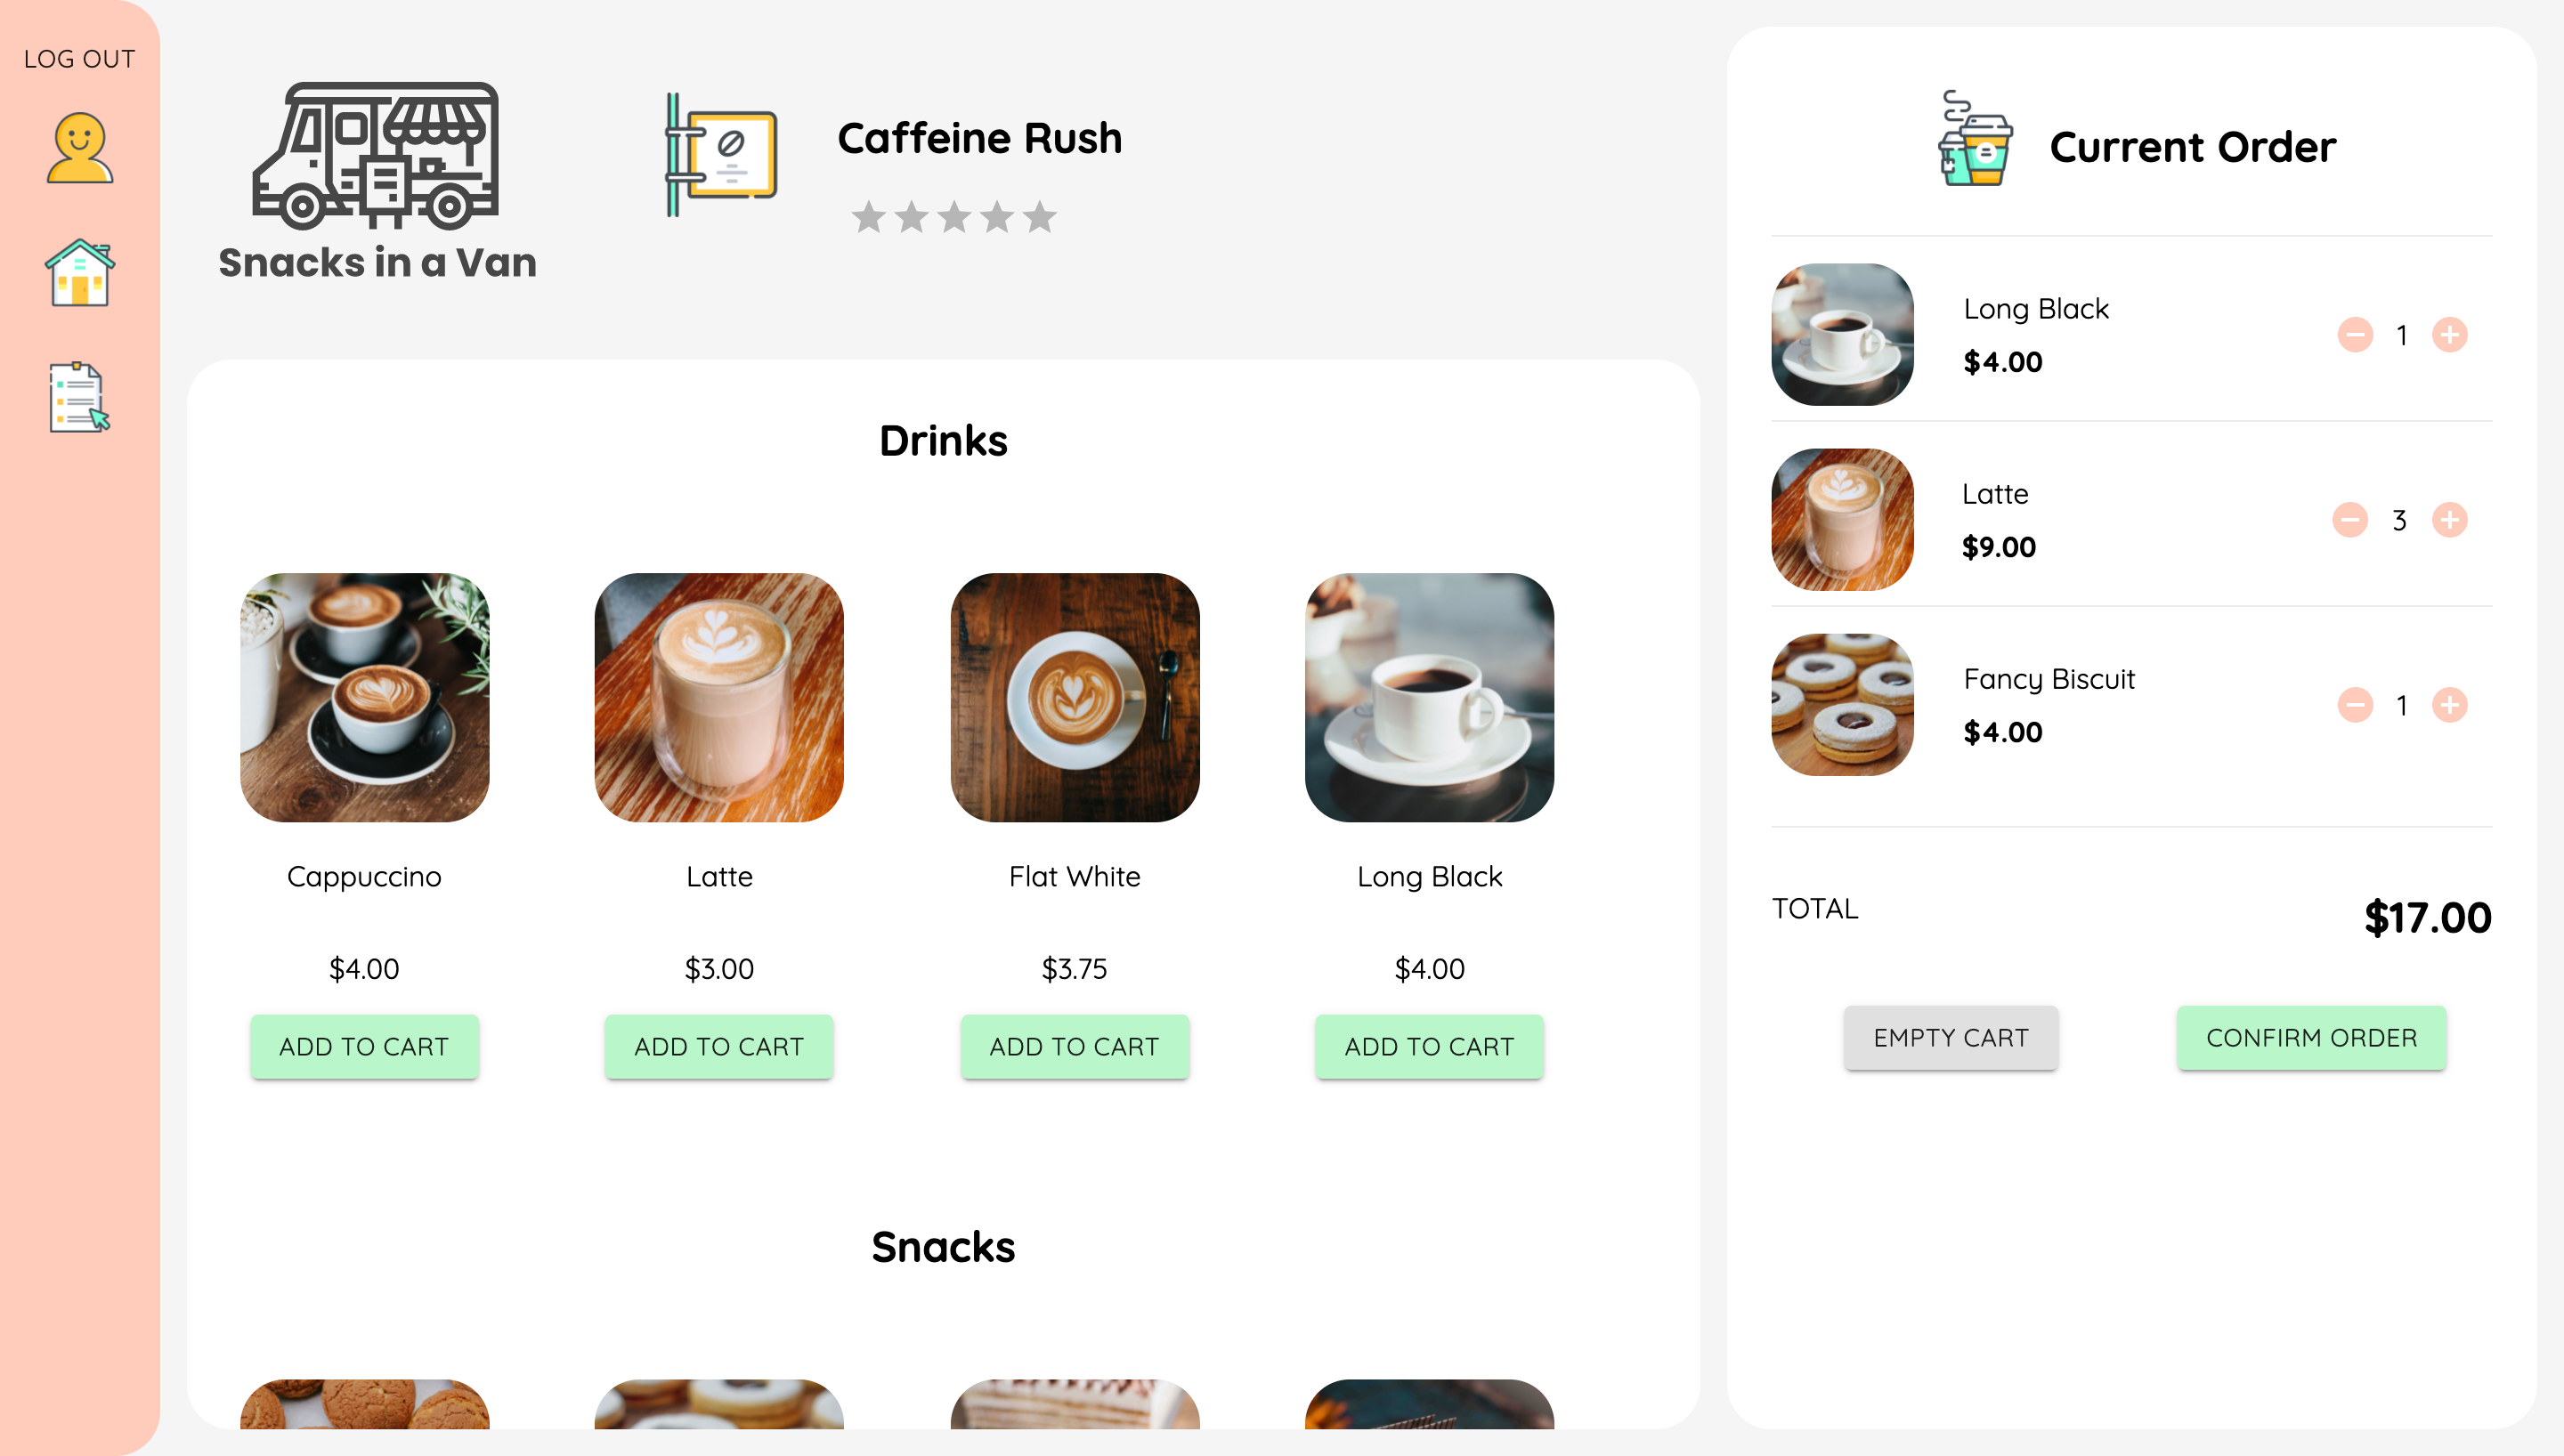 LOG OUT
Snacks in a Van
Caffeine Rush
Drinks
Cappuccino
Latte
Flat White
Long Black
$4.00
$3.00
$3.75
$4.00
ADD TO CART
ADD TO CART
ADD TO CART
ADD TO CART
Snacks
Current Order
Long Black
$4.00
1
Latte
$9.00
3
Fancy Biscuit
$4.00
1
TOTAL
$17.00
EMPTY CART
CONFIRM ORDER